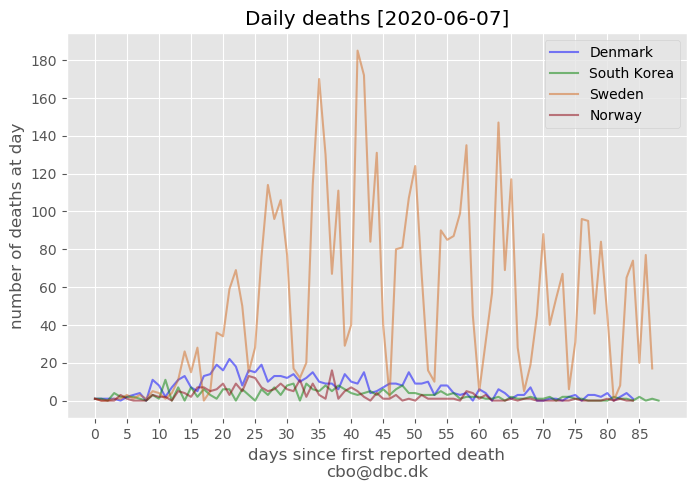 Daily deaths [2020-06-07]
Denmark
South Korea
Sweden
Norway
number of deaths at day
180
160
140
120
100
80
60
40
20
0
0 5 10 15 20 25 30 35 40 45 50 55 60 65 70 75 80 85
days since first reported death
cbo@dbc.dk